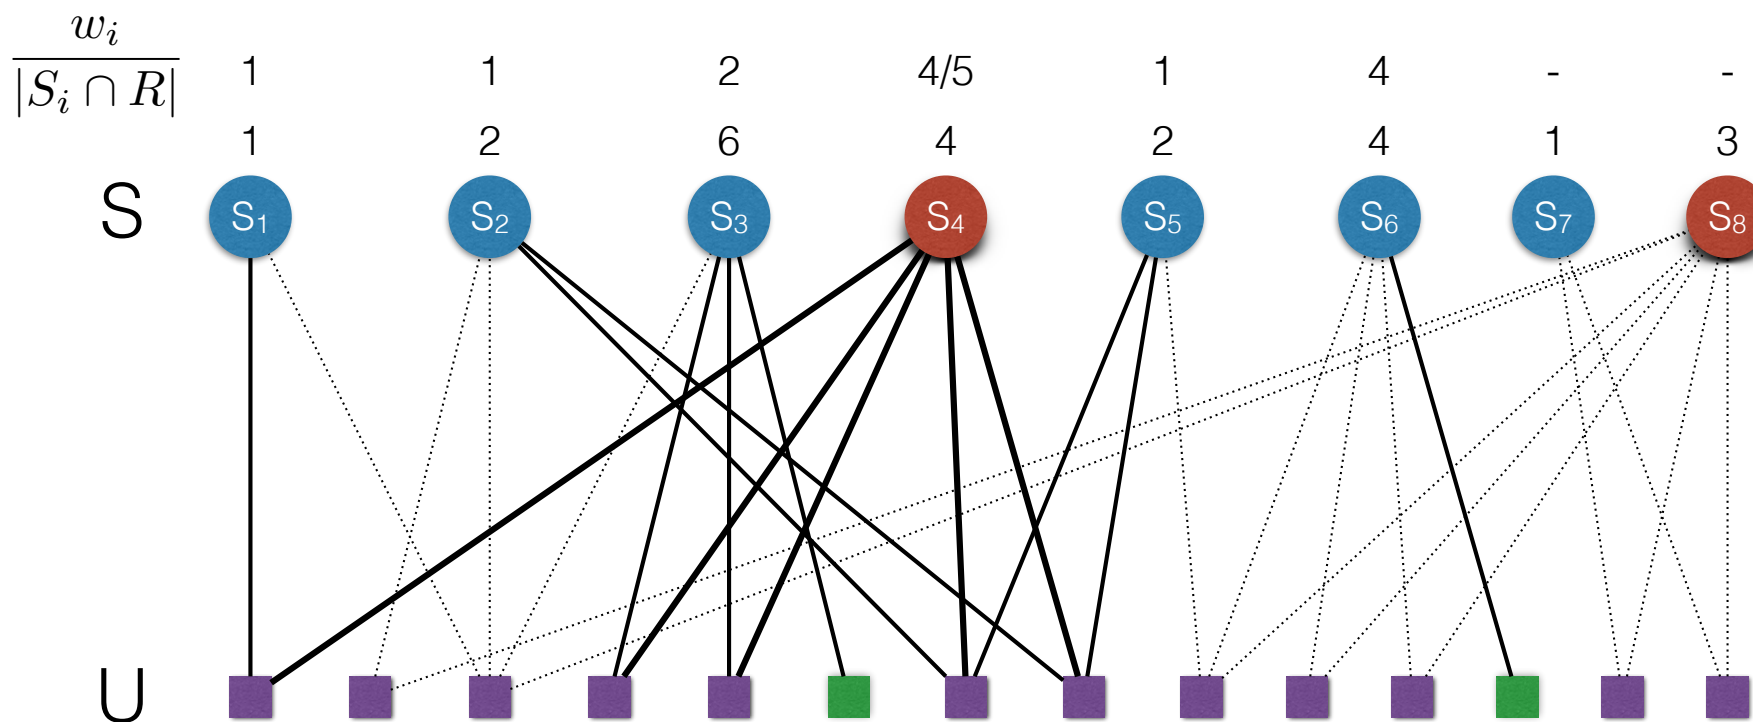 w_i / |S_i ∩ R| 1 1 2 4/5 1 4 - -
1 2 6 4 2 4 1 3
S S₁ S₂ S₃ S₄ S₅ S₆ S₇ S₈
U